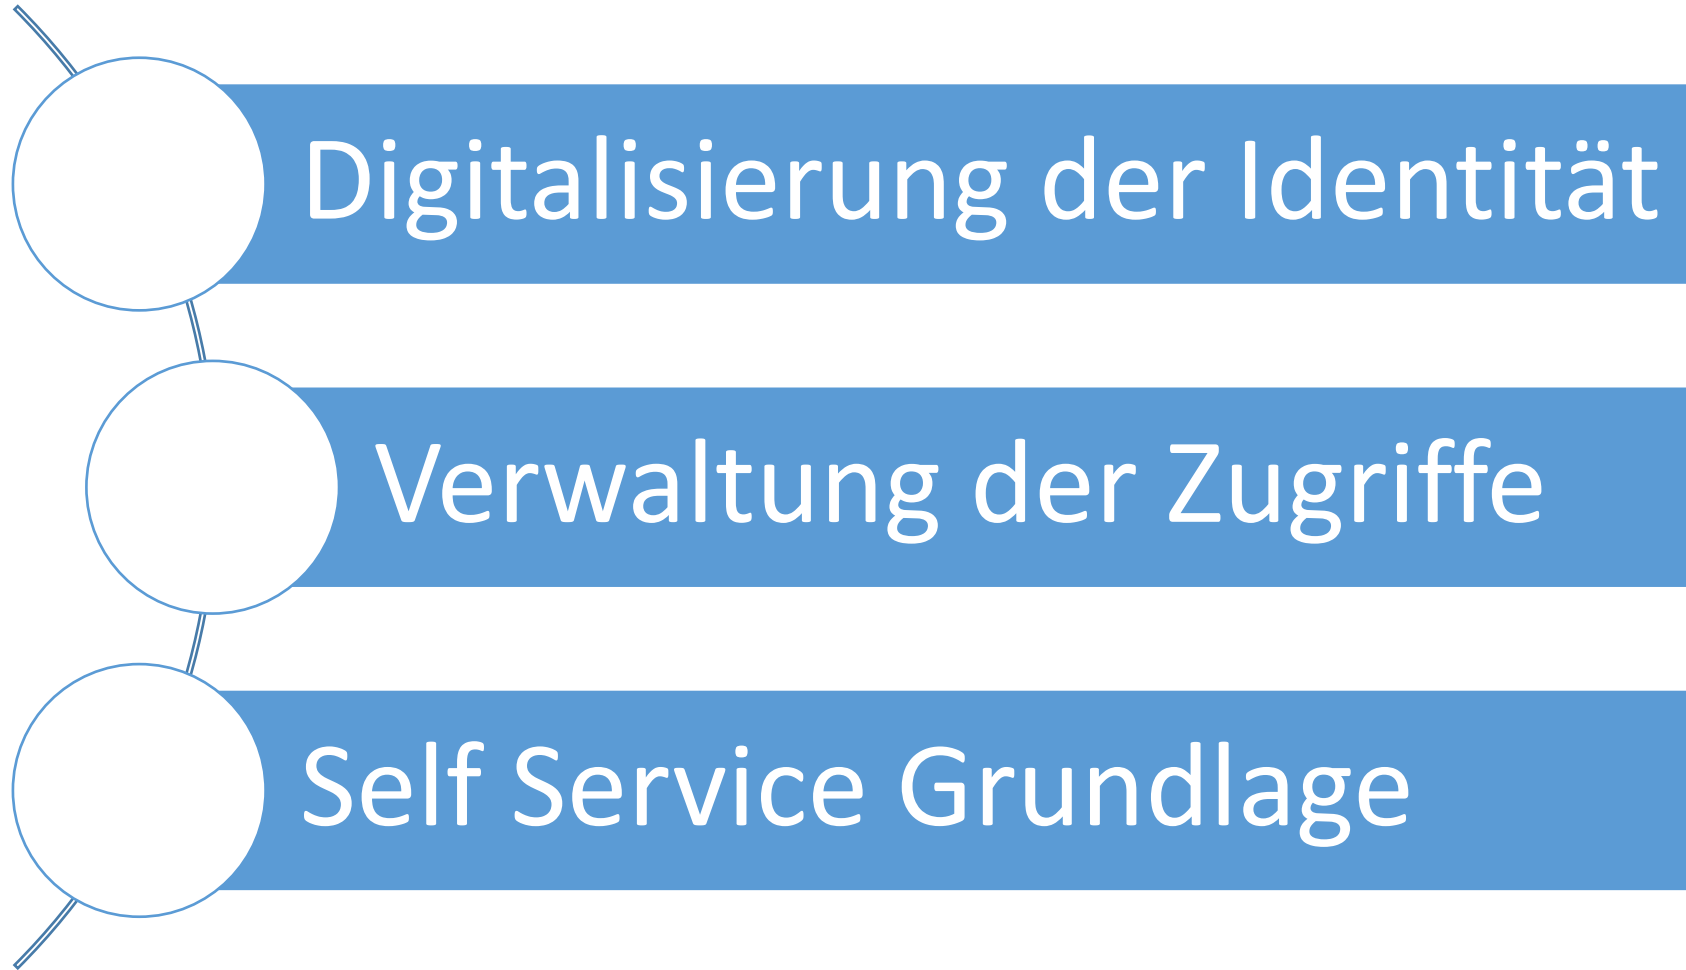 Digitalisierung der Identität
Verwaltung der Zugriffe
Self Service Grundlage